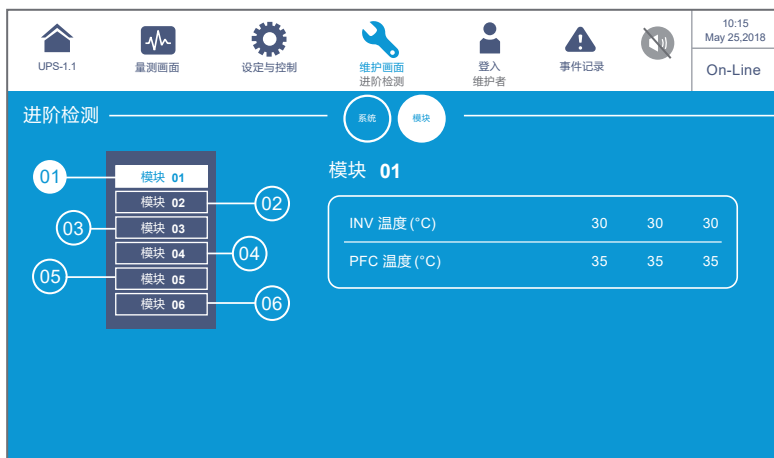 10:15
May 25,2018
UPS-1.1
量测画面
设定与控制
维护画面
进阶检测
登入
维护者
事件记录
On-Line
进阶检测
系统
模块
01
模块 01
模块 02
02
03
模块 03
模块 04
04
05
模块 05
模块 06
06
模块 01
INV 温度(°C) 30 30 30
PFC 温度(°C) 35 35 35